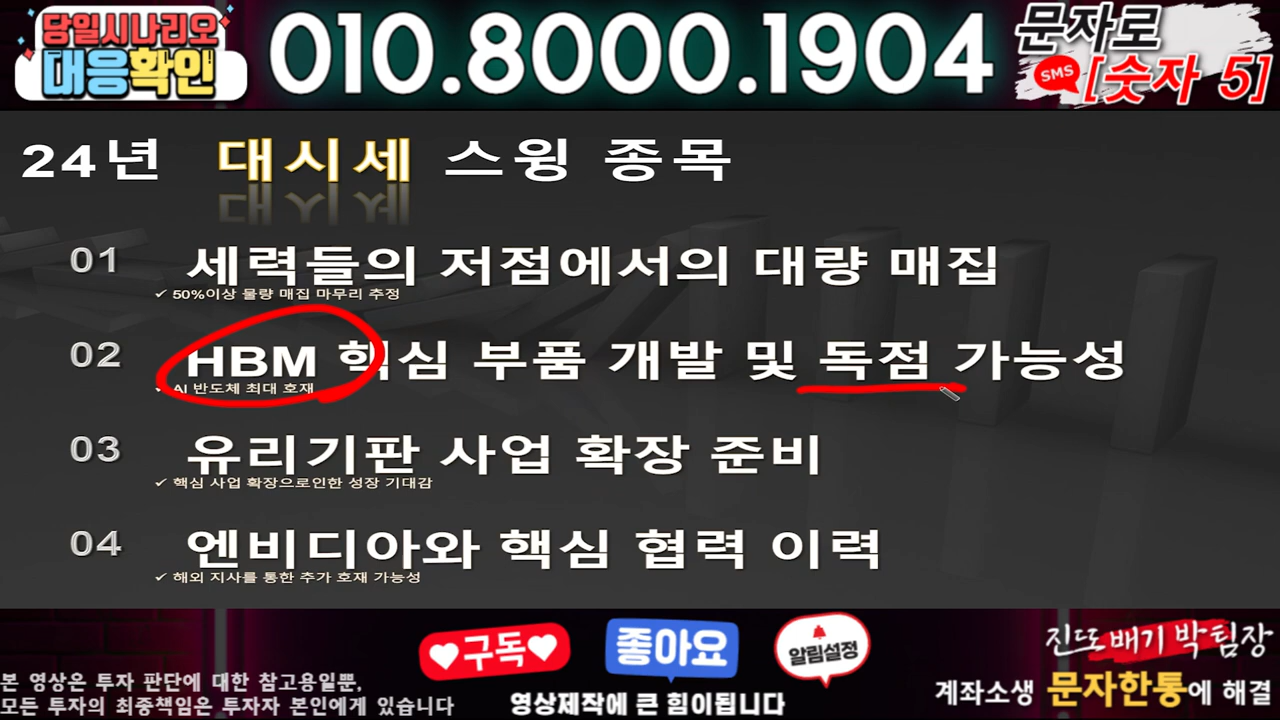 당일시나리오
대응확인
010.8000.1904
문자로
SMS [숫자 5]
24년 대시세 스윙 종목
01 세력들의 저점에서의 대량 매집
✓ 50%이상 물량 매집 마무리 추정
02 HBM 핵심 부품 개발 및 독점 가능성
✓ AI 반도체 최대 호재
03 유리기판 사업 확장 준비
✓ 핵심 사업 확장으로인한 성장 기대감
04 엔비디아와 핵심 협력 이력
✓ 해외 지사를 통한 추가 호재 가능성
구독
좋아요
알림설정
영상제작에 큰 힘이됩니다
본 영상은 투자 판단에 대한 참고용일뿐,
모든 투자의 최종책임은 투자자 본인에게 있습니다
진또배기 박팀장
계좌소생 문자한통에 해결